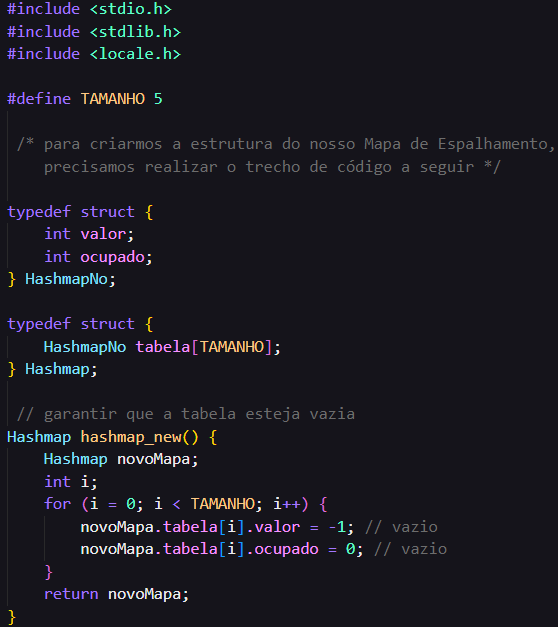 #include <stdio.h>
#include <stdlib.h>
#include <locale.h>
#define TAMANHO 5
/* para criarmos a estrutura do nosso Mapa de Espalhamento,
precisamos realizar o trecho de código a seguir */
typedef struct {
int valor;
int ocupado;
} HashmapNo;
typedef struct {
HashmapNo tabela[TAMANHO];
} Hashmap;
// garantir que a tabela esteja vazia
Hashmap hashmap_new() {
Hashmap novoMapa;
int i;
for (i = 0; i < TAMANHO; i++) {
novoMapa.tabela[i].valor = -1; // vazio
novoMapa.tabela[i].ocupado = 0; // vazio
}
return novoMapa;
}